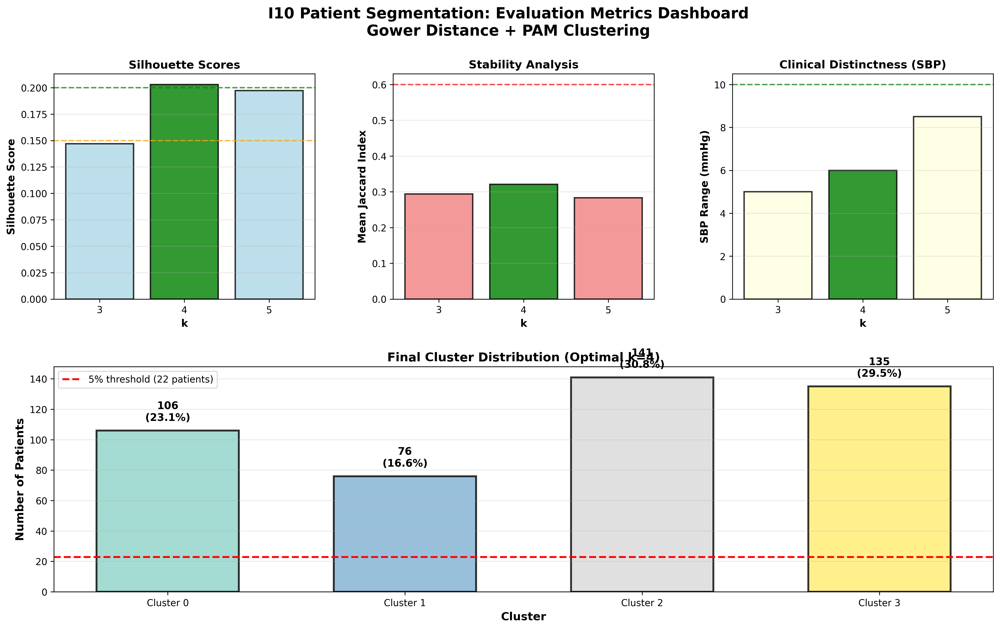 I10 Patient Segmentation: Evaluation Metrics Dashboard
Gower Distance + PAM Clustering
Silhouette Scores
Silhouette Score
0.200
0.175
0.150
0.125
0.100
0.075
0.050
0.025
0.000
3 4 5
k
Stability Analysis
Mean Jaccard Index
0.6
0.5
0.4
0.3
0.2
0.1
0.0
3 4 5
k
Clinical Distinctness (SBP)
SBP Range (mmHg)
10
8
6
4
2
0
3 4 5
k
Final Cluster Distribution (Optimal k=4)
Number of Patients
140
120
100
80
60
40
20
0
5% threshold (22 patients)
106
(23.1%)
76
(16.6%)
141
(30.8%)
135
(29.5%)
Cluster 0 Cluster 1 Cluster 2 Cluster 3
Cluster